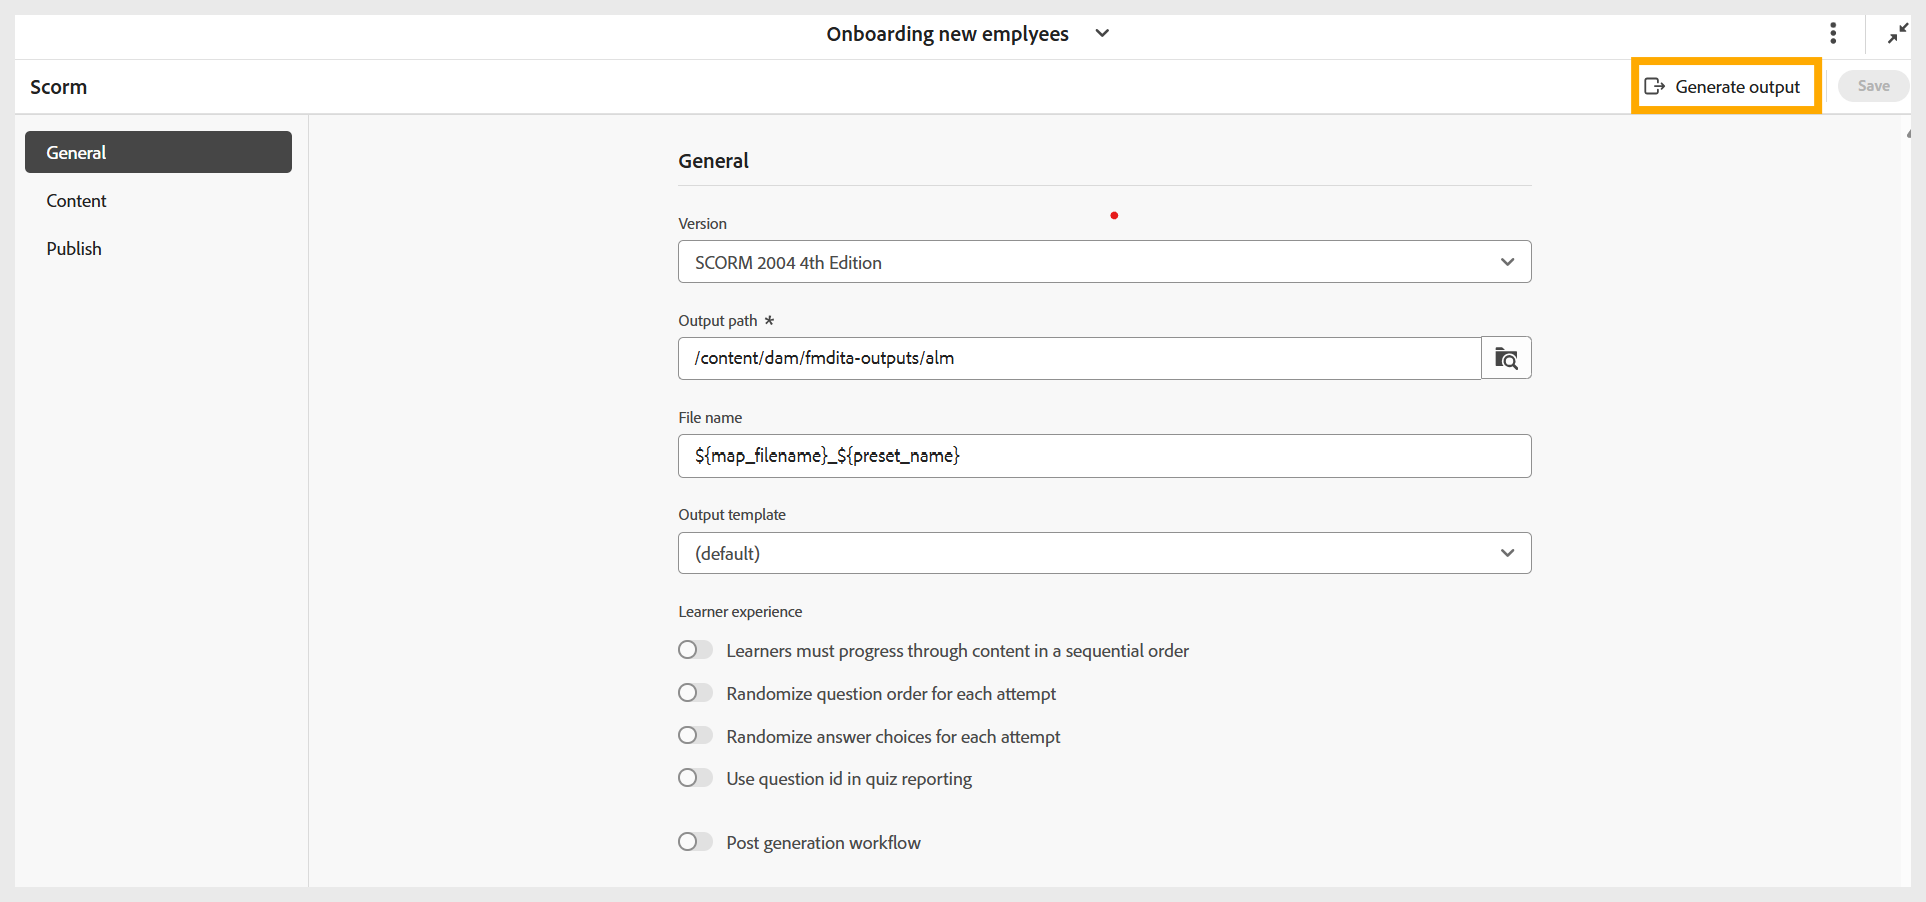 Onboarding new emplyees
Scorm
Generate output
Save
General
Content
Publish
General
Version
SCORM 2004 4th Edition
Output path *
/content/dam/fmdita-outputs/alm
File name
${map_filename}_${preset_name}
Output template
(default)
Learner experience
Learners must progress through content in a sequential order
Randomize question order for each attempt
Randomize answer choices for each attempt
Use question id in quiz reporting
Post generation workflow